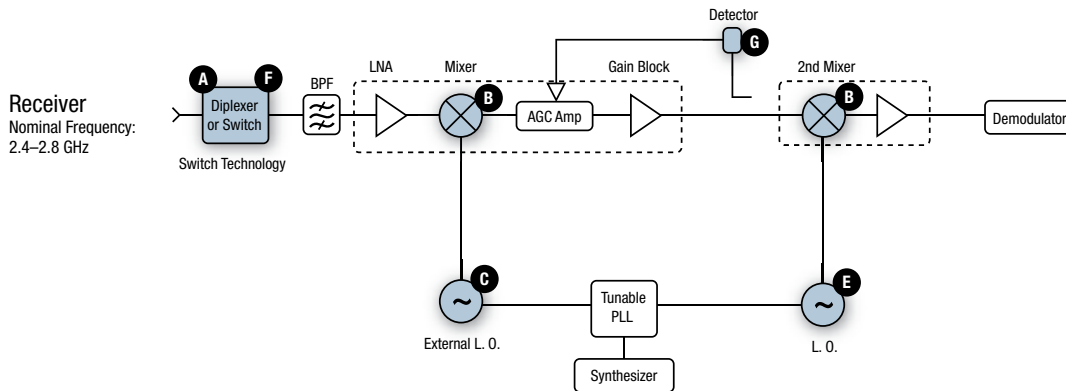 Detector
G
LNA
Mixer
Gain Block
2nd Mixer
A
F
BPF
B
B
Receiver
Nominal Frequency:
2.4–2.8 GHz
Diplexer
or Switch
AGC Amp
Demodulator
Switch Technology
C
E
~
Tunable
PLL
~
External L. O.
L. O.
Synthesizer